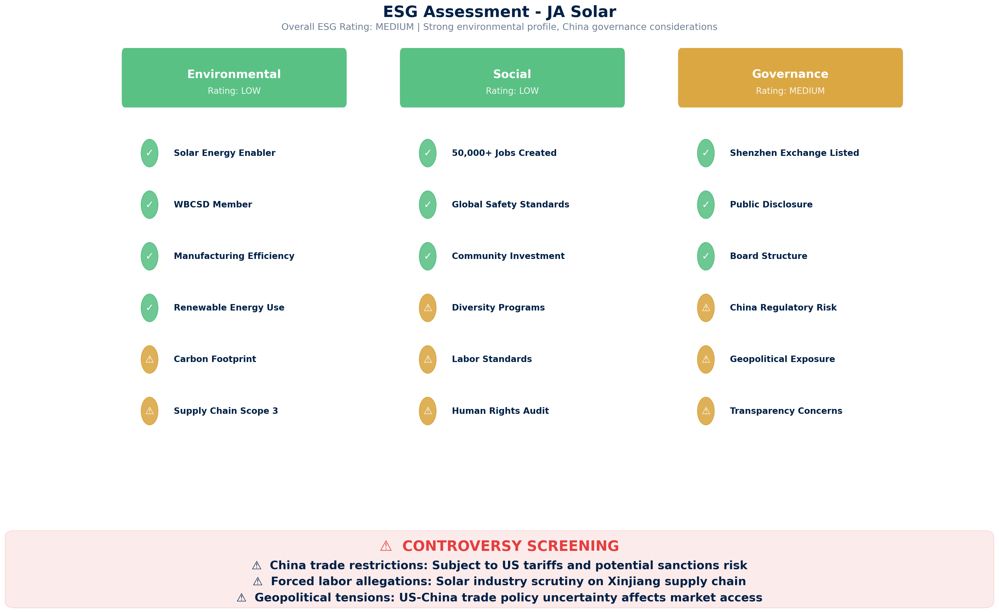 ESG Assessment - JA Solar
Overall ESG Rating: MEDIUM | Strong environmental profile, China governance considerations
Environmental
Rating: LOW
✓ Solar Energy Enabler
✓ WBCSD Member
✓ Manufacturing Efficiency
✓ Renewable Energy Use
⚠ Carbon Footprint
⚠ Supply Chain Scope 3
Social
Rating: LOW
✓ 50,000+ Jobs Created
✓ Global Safety Standards
✓ Community Investment
⚠ Diversity Programs
⚠ Labor Standards
⚠ Human Rights Audit
Governance
Rating: MEDIUM
✓ Shenzhen Exchange Listed
✓ Public Disclosure
✓ Board Structure
⚠ China Regulatory Risk
⚠ Geopolitical Exposure
⚠ Transparency Concerns
⚠ CONTROVERSY SCREENING
⚠ China trade restrictions: Subject to US tariffs and potential sanctions risk
⚠ Forced labor allegations: Solar industry scrutiny on Xinjiang supply chain
⚠ Geopolitical tensions: US-China trade policy uncertainty affects market access